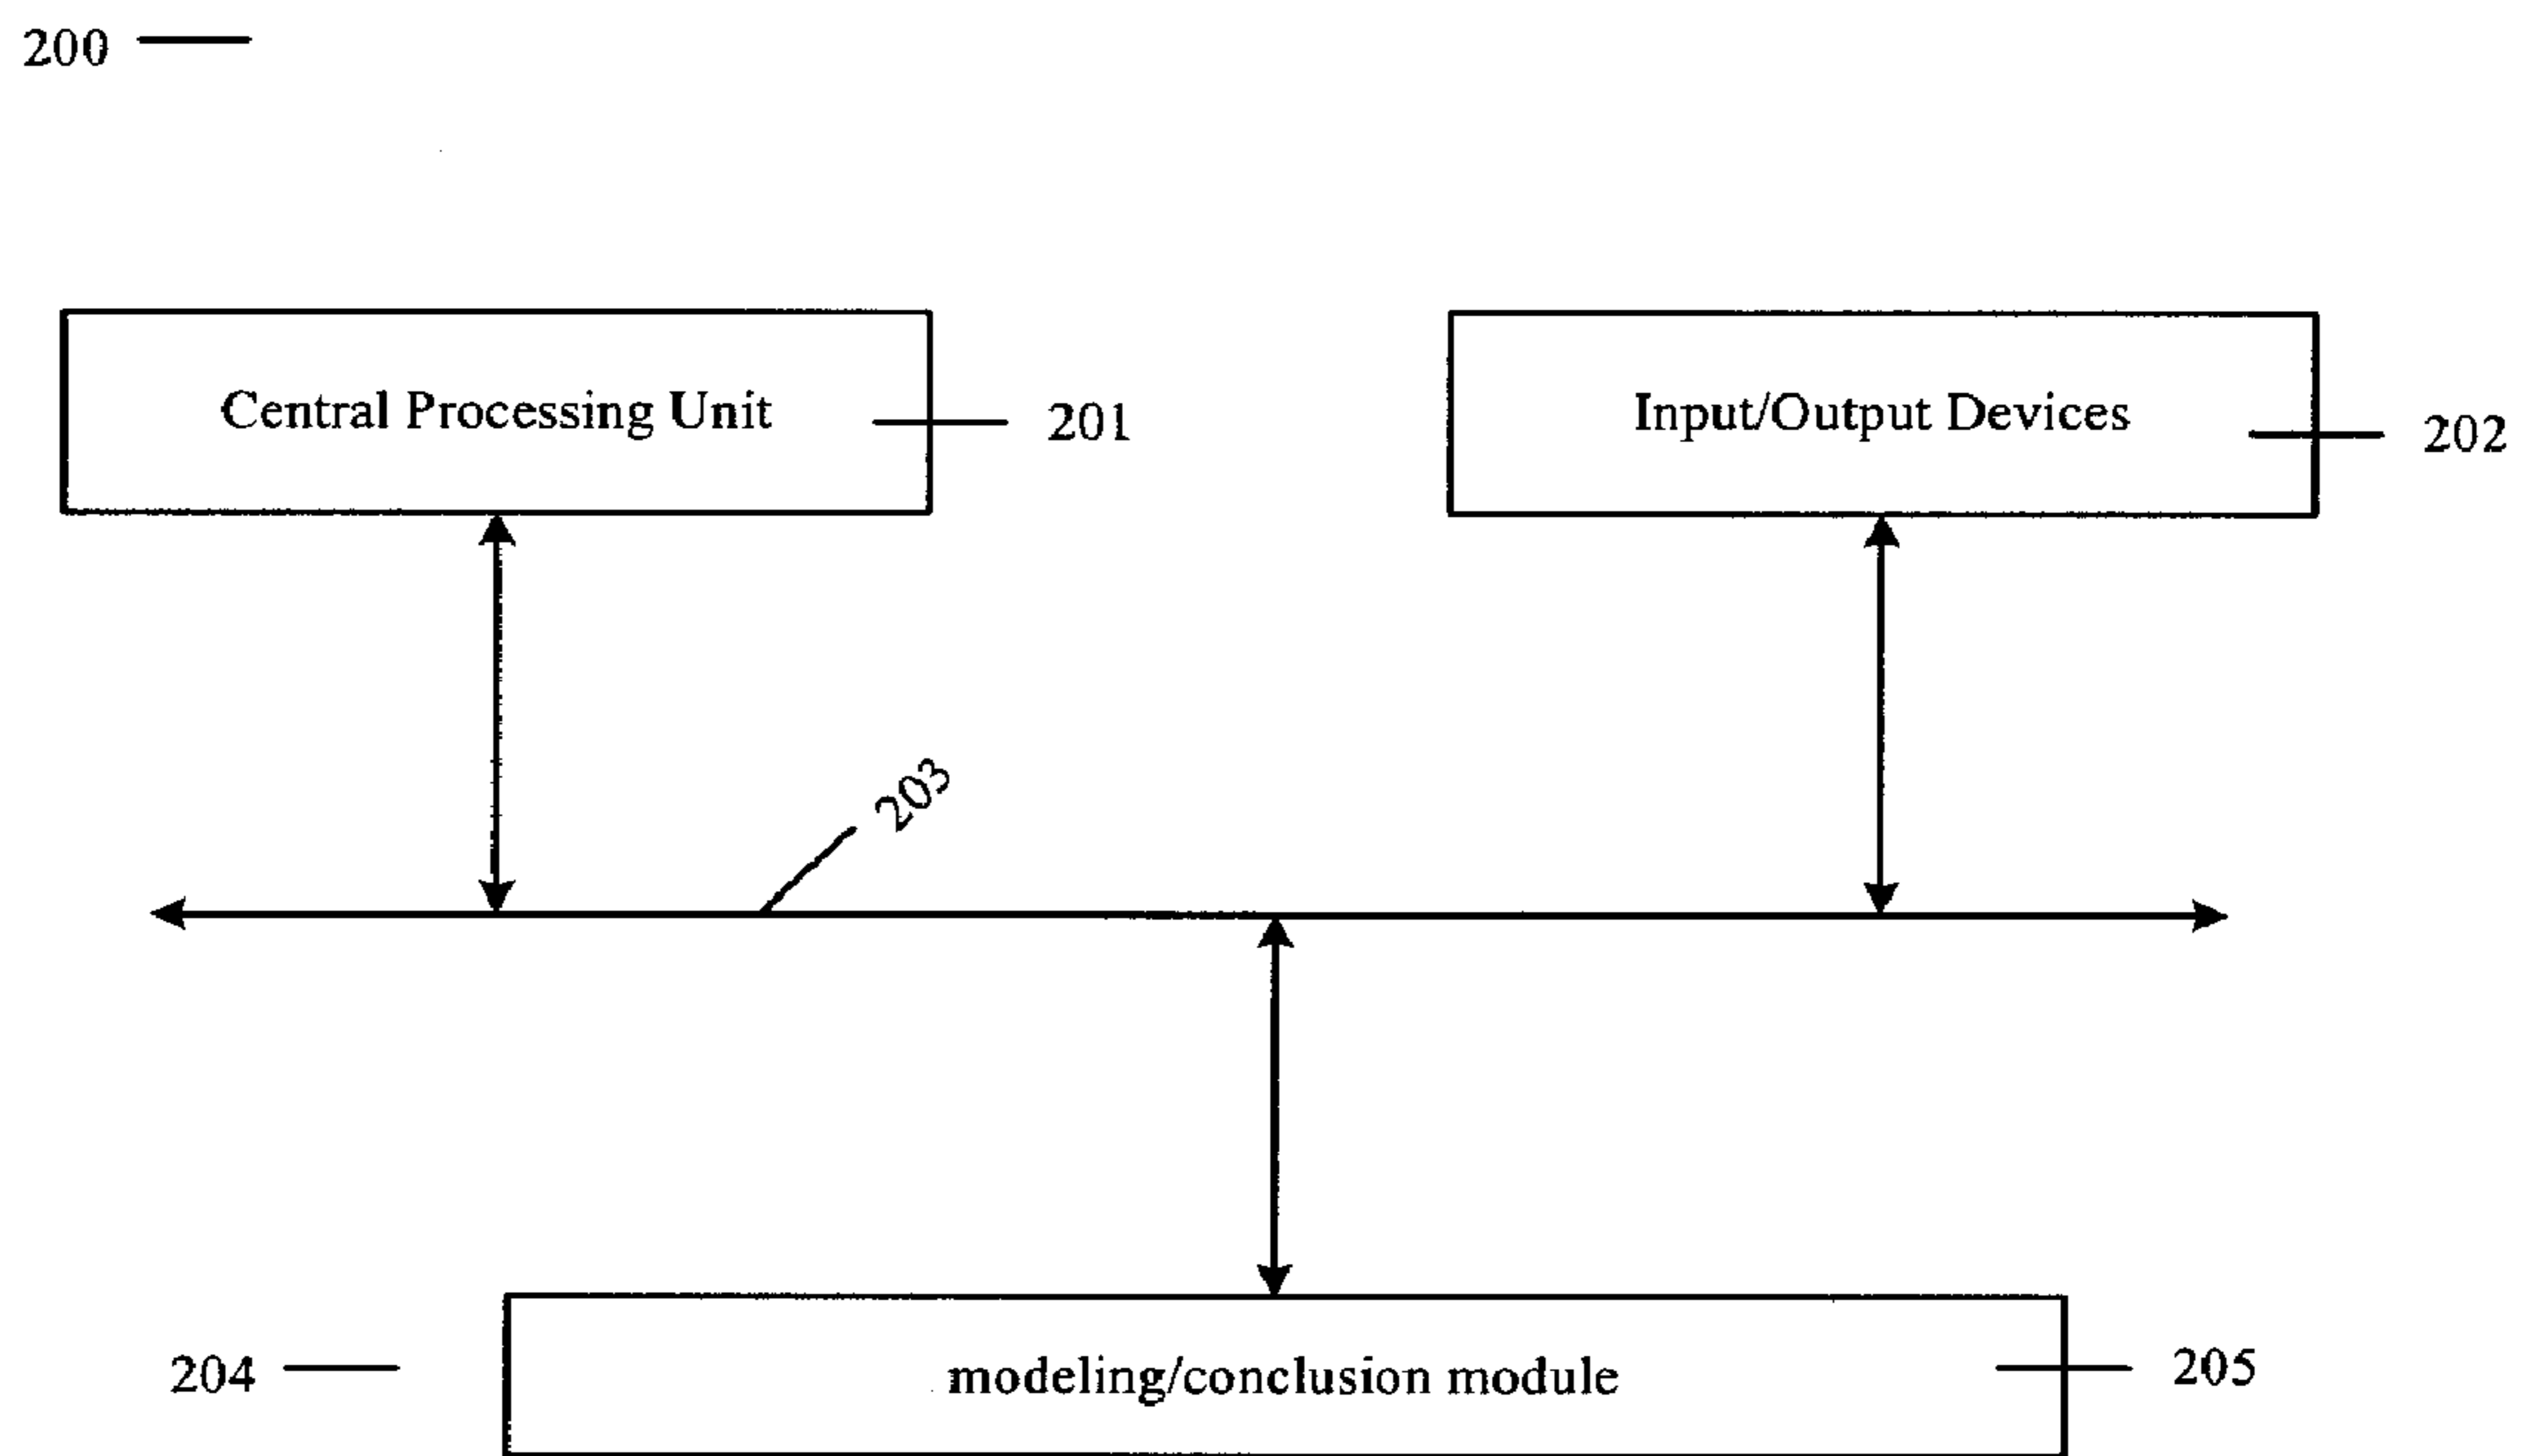 200
Central Processing Unit
201
Input/Output Devices
202
203
204
modeling/conclusion module
205